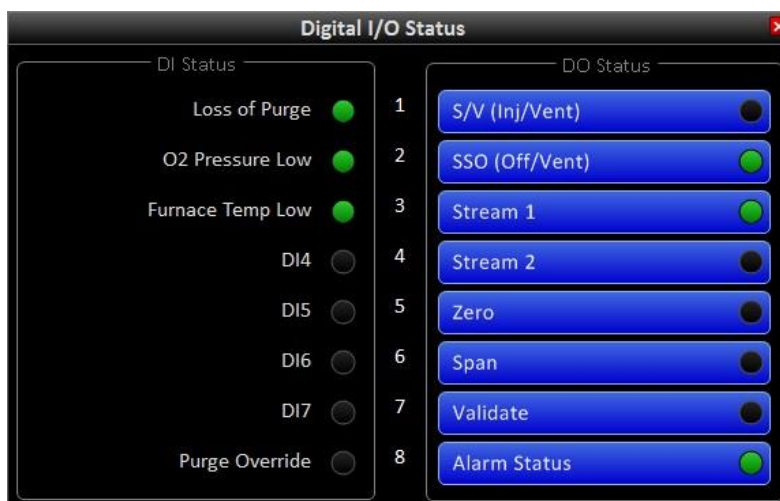 Digital I/O Status
DI Status
DO Status
Loss of Purge 1 S/V (Inj/Vent)
O2 Pressure Low 2 SSO (Off/Vent)
Furnace Temp Low 3 Stream 1
DI4 4 Stream 2
DI5 5 Zero
DI6 6 Span
DI7 7 Validate
Purge Override 8 Alarm Status